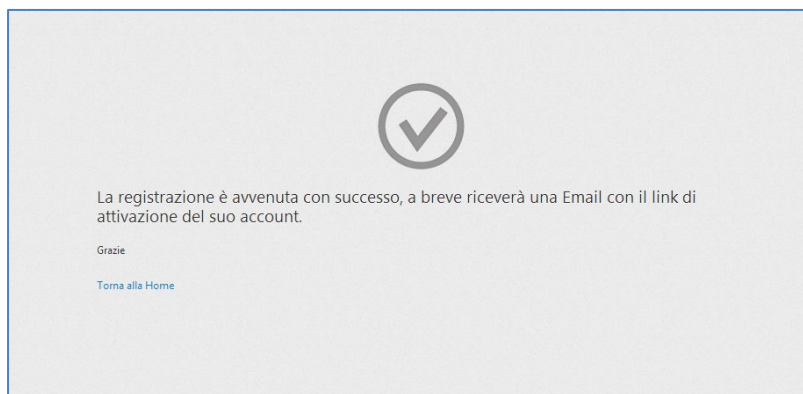 La registrazione è avvenuta con successo, a breve riceverà una Email con il link di
attivazione del suo account.
Grazie
Torna alla Home